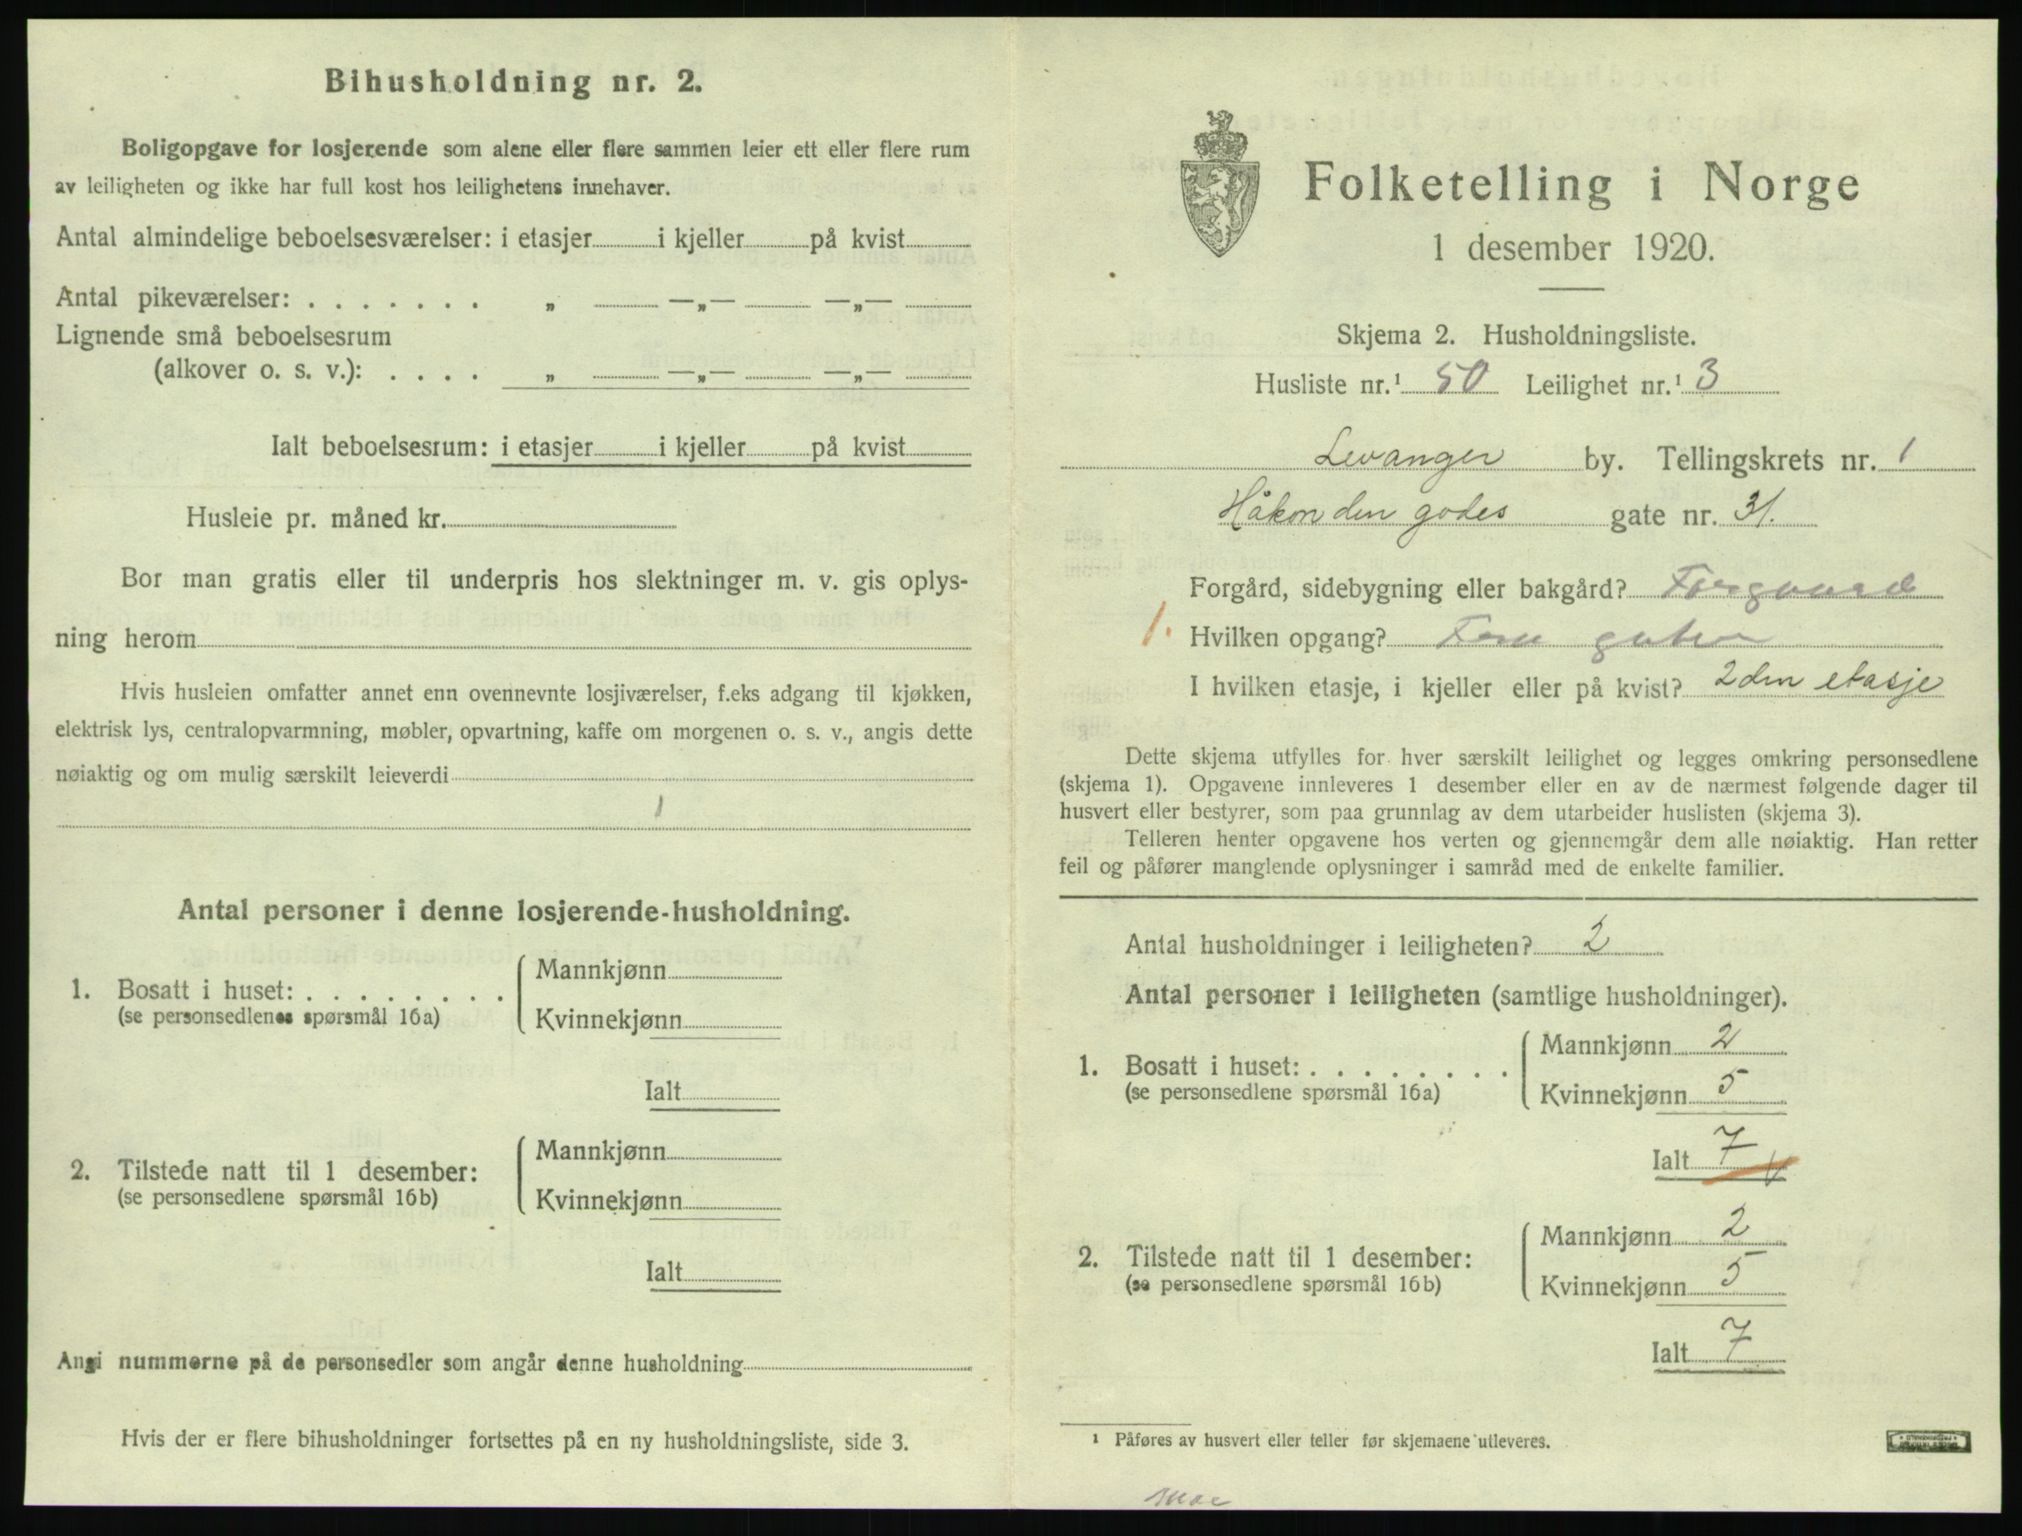 Bihusholdning nr. 2.
Boligopgave for losjerende som alene eller flere sammen leier ett eller flere rum
av leiligheten og ikke har full kost hos leilighetens innehaver.
Antal almindelige beboelsesværelser: i etasjer i kjeller på kvist
Antal pikeværelser: . . . . . . . „ —„— —„—
Lignende små beboelsesrum
(alkover o. s. v.): . . . . „ —„— —„—
Ialt beboelsesrum: i etasjer i kjeller på kvist
Husleie pr. måned kr.
Bor man gratis eller til underpris hos slektninger m. v. gis oplys-
ning herom
Hvis husleien omfatter annet enn ovennevnte losjiværelser, f.eks adgang til kjøkken,
elektrisk lys, centralopvarmning, møbler, opvartning, kaffe om morgenen o. s. v., angis dette
nøiaktig og om mulig særskilt leieverdi
1
Antal personer i denne losjerende-husholdning.
1. Bosatt i huset: . . . . . . . . Mannkjønn
(se personsedlenes spørsmål 16a) Kvinnekjønn
Ialt
2. Tilstede natt til 1 desember: Mannkjønn
(se personsedlene spørsmål 16b) Kvinnekjønn
Ialt
Angi nummerne på de personsedler som angår denne husholdning
Hvis der er flere bihusholdninger fortsettes på en ny husholdningsliste, side 3.
Folketelling i Norge
1 desember 1920.
Skjema 2. Husholdningsliste.
Husliste nr.¹ 50 Leilighet nr.¹ 3
Levanger by. Tellingskrets nr. 1
Håkon den godes gate nr. 31.
Forgård, sidebygning eller bakgård? Forgaard
1. Hvilken opgang? Fra gaten
I hvilken etasje, i kjeller eller på kvist? 2den etasje
Dette skjema utfylles for hver særskilt leilighet og legges omkring personsedlene
(skjema 1). Opgavene innleveres 1 desember eller en av de nærmest følgende dager til
husvert eller bestyrer, som paa grunnlag av dem utarbeider huslisten (skjema 3).
Telleren henter opgavene hos verten og gjennemgår dem alle nøiaktig. Han retter
feil og påfører manglende oplysninger i samråd med de enkelte familier.
Antal husholdninger i leiligheten? 2
Antal personer i leiligheten (samtlige husholdninger).
1. Bosatt i huset: . . . . . . . . Mannkjønn 2
(se personsedlene spørsmål 16a) Kvinnekjønn 5
Ialt 7
2. Tilstede natt til 1 desember: Mannkjønn 2
(se personsedlene spørsmål 16b) Kvinnekjønn 5
Ialt 7
¹ Påføres av husvert eller teller før skjemaene utleveres.
Moe